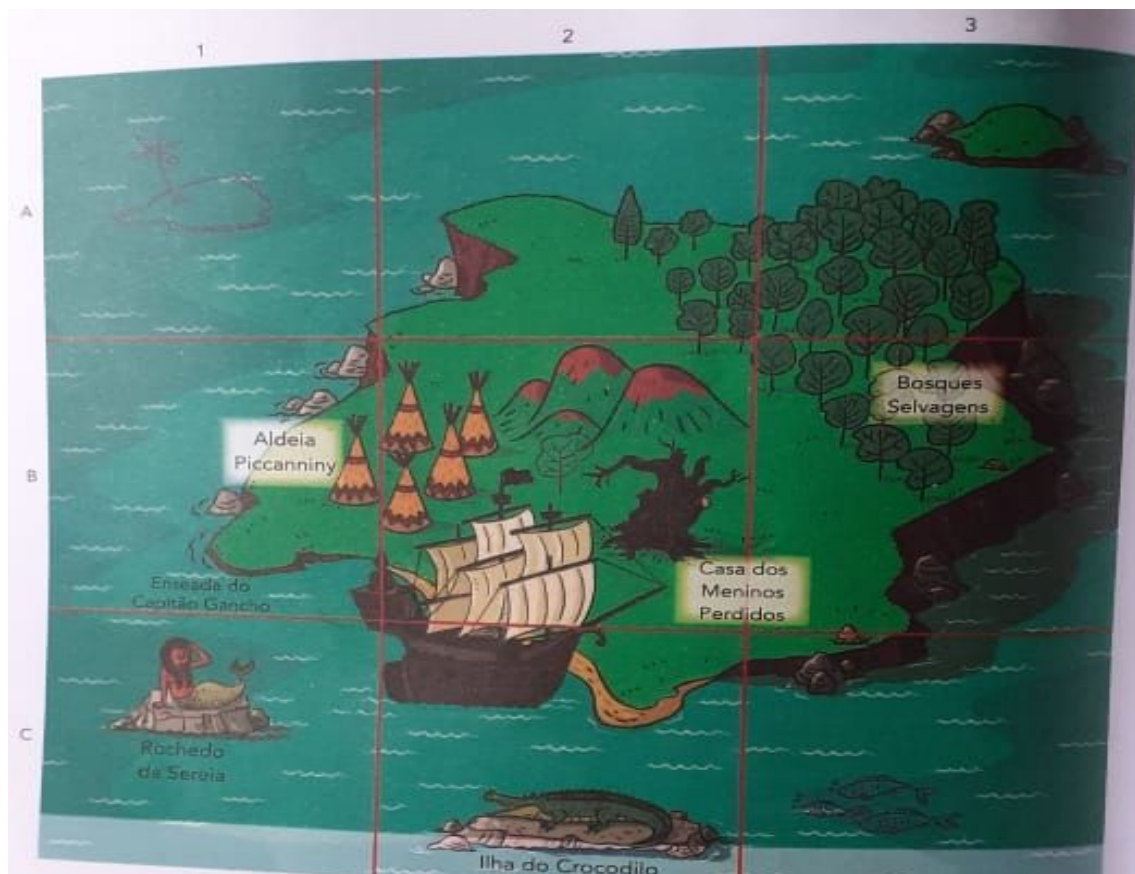 1
2
3
A
Bosques
Selvagens
Aldeia
Piccanniny
B
Casa dos
Meninos
Perdidos
Enseada do
Capitão Gancho
C
Rochedo
da Sereia
Ilha do Crocodilo